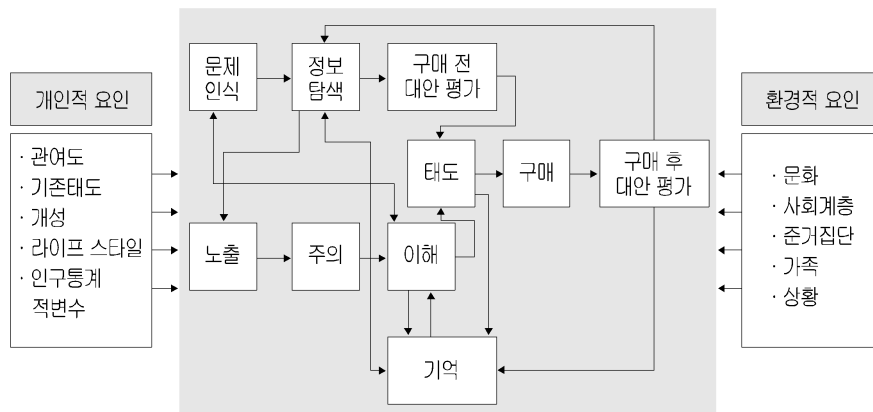 개인적 요인
· 관여도
· 기존태도
· 개성
· 라이프 스타일
· 인구통계
적변수
문제
인식
정보
탐색
구매 전
대안 평가
태도
구매
구매 후
대안 평가
노출
주의
이해
기억
환경적 요인
· 문화
· 사회계층
· 준거집단
· 가족
· 상황